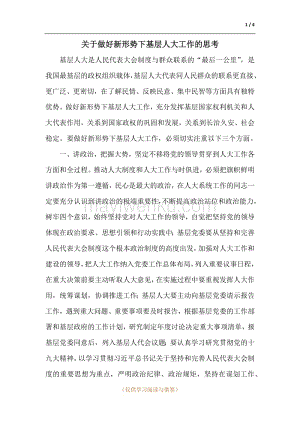 1 / 4
关于做好新形势下基层人大工作的思考
基层人大是人民代表大会制度与群众联系的“最后一公里”，是
我国最基层的政权组织载体，基层人大代表同人民群众的联系更直接、
更广泛、更密切，在了解民情、反映民意、集中民智等方面具有独特
优势，做好新形势下基层人大工作，充分发挥基层国家权力机构和人
大代表作用，关系到国家政权的巩固和发展、关系到长治久安、社会
稳定，要做好新形势下基层人大工作，必须切实注重以下三个方面。
一、讲政治，把握大势。坚定不移将党的领导贯穿到人大工作各
方面和全过程。推动人大制度和人大工作与时俱进，必须把旗帜鲜明
讲政治作为第一遵循，民心是最大的政治，在人大系统工作的同志一
定要充分认识到讲政治的极端重要性，不断提高政治站位和政治能力，
树牢四个意识，始终坚持党对人大工作的领导，自觉把坚持党的领导
体现在政治要求、思想引领和行动实践中；基层党委要从坚持和完善
人民代表大会制度这个根本政治制度的高度出发，加强对人大工作和
建设的领导，把人大工作纳入党委工作总体布局，列入重要议事日程，
在重大决策前要主动听取人大意见，在实施过程中要重视发挥人大作
用，统筹谋划，协调推进工作；基层人大要主动向基层党委请示报告
工作，遇到重大问题、重要事项要及时报告，要围绕基层党委工作部
署和基层政府的工作计划，研究制定年度讨论决定重大事项清单，报
基层党委同意后，列入基层人代会议题；要认真学习研究贯彻党的十
九大精神，以学习贯彻习近平总书记关于坚持和完善人民代表大会制
度的重要思想为重点，严明政治纪律、政治规矩，坚持在谋划工作、
（仅供学习阅读与借鉴）